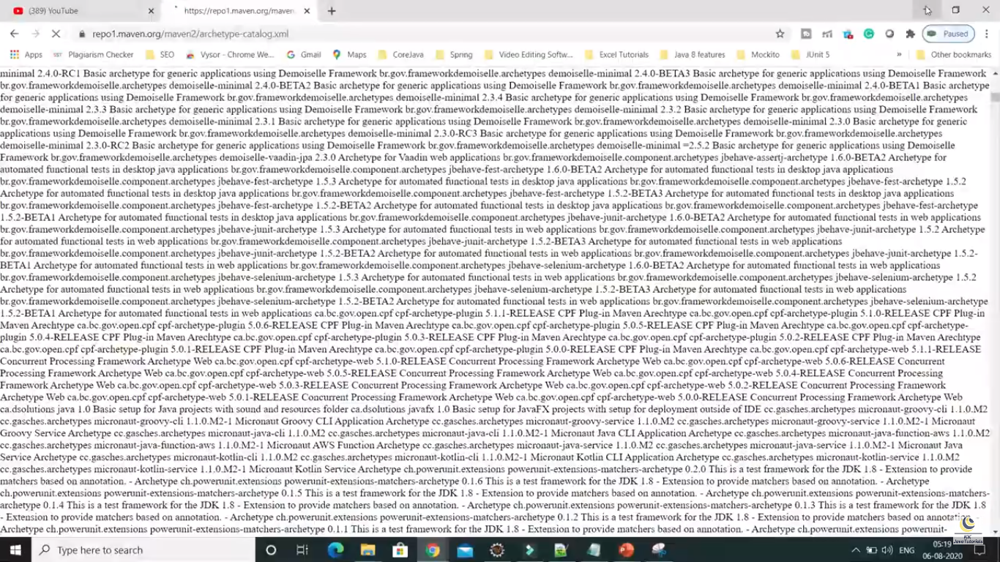 (389) YouTube
https://repo1.maven.org/maven
repo1.maven.org/maven2/archetype-catalog.xml
Paused
Apps
Plagiarism Checker
SEO
Vysor - Chrome We...
Gmail
Maps
CoreJava
Spring
Video Editing Softw...
Excel Tutorials
Java 8 features
Mockito
JUnit 5
»
Other bookmarks
minimal 2.4.0-RC1 Basic archetype for generic applications using Demoiselle Framework br.gov.frameworkdemoiselle.archetypes demoiselle-minimal 2.4.0-BETA3 Basic archetype for generic applications using Demoiselle Framework
br.gov.frameworkdemoiselle.archetypes demoiselle-minimal 2.4.0-BETA2 Basic archetype for generic applications using Demoiselle Framework br.gov.frameworkdemoiselle.archetypes demoiselle-minimal 2.4.0-BETA1 Basic archetype
for generic applications using Demoiselle Framework br.gov.frameworkdemoiselle.archetypes demoiselle-minimal 2.3.4 Basic archetype for generic applications using Demoiselle Framework br.gov.frameworkdemoiselle.archetypes
demoiselle-minimal 2.3.3 Basic archetype for generic applications using Demoiselle Framework br.gov.frameworkdemoiselle.archetypes demoiselle-minimal 2.3.2 Basic archetype for generic applications using Demoiselle Framework
br.gov.frameworkdemoiselle.archetypes demoiselle-minimal 2.3.1 Basic archetype for generic applications using Demoiselle Framework br.gov.frameworkdemoiselle.archetypes demoiselle-minimal 2.3.0 Basic archetype for generic
applications using Demoiselle Framework br.gov.frameworkdemoiselle.archetypes demoiselle-minimal 2.3.0-RC3 Basic archetype for generic applications using Demoiselle Framework br.gov.frameworkdemoiselle.archetypes
demoiselle-minimal 2.3.0-RC2 Basic archetype for generic applications using Demoiselle Framework br.gov.frameworkdemoiselle.archetypes demoiselle-minimal =2.5.2 Basic archetype for generic applications using Demoiselle
Framework br.gov.frameworkdemoiselle.archetypes demoiselle-vaadin-jpa 2.3.0 Archetype for Vaadin web applications br.gov.frameworkdemoiselle.component.archetypes jbehave-assertj-archetype 1.6.0-BETA2 Archetype for
automated functional tests in desktop java applications br.gov.frameworkdemoiselle.component.archetypes jbehave-fest-archetype 1.6.0-BETA2 Archetype for automated functional tests in desktop java applications
br.gov.frameworkdemoiselle.component.archetypes jbehave-fest-archetype 1.5.3 Archetype for automated functional tests in desktop java applications br.gov.frameworkdemoiselle.component.archetypes jbehave-fest-archetype 1.5.2
Archetype for automated functional tests in desktop java applications br.gov.frameworkdemoiselle.component.archetypes jbehave-fest-archetype 1.5.2-BETA3 Archetype for automated functional tests in desktop java applications
br.gov.frameworkdemoiselle.component.archetypes jbehave-fest-archetype 1.5.2-BETA2 Archetype for automated functional tests in desktop java applications br.gov.frameworkdemoiselle.component.archetypes jbehave-fest-archetype
1.5.2-BETA1 Archetype for automated functional tests in desktop java applications br.gov.frameworkdemoiselle.component.archetypes jbehave-junit-archetype 1.6.0-BETA2 Archetype for automated functional tests in web applications
br.gov.frameworkdemoiselle.component.archetypes jbehave-junit-archetype 1.5.3 Archetype for automated functional tests in web applications br.gov.frameworkdemoiselle.component.archetypes jbehave-junit-archetype 1.5.2 Archetype
for automated functional tests in web applications br.gov.frameworkdemoiselle.component.archetypes jbehave-junit-archetype 1.5.2-BETA3 Archetype for automated functional tests in web applications
br.gov.frameworkdemoiselle.component.archetypes jbehave-junit-archetype 1.5.2-BETA2 Archetype for automated functional tests in web applications br.gov.frameworkdemoiselle.component.archetypes jbehave-junit-archetype 1.5.2-
BETA1 Archetype for automated functional tests in web applications br.gov.frameworkdemoiselle.component.archetypes jbehave-selenium-archetype 1.6.0-BETA2 Archetype for automated functional tests in web applications
br.gov.frameworkdemoiselle.component.archetypes jbehave-selenium-archetype 1.5.3 Archetype for automated functional tests in web applications br.gov.frameworkdemoiselle.component.archetypes jbehave-selenium-archetype 1.5.2
Archetype for automated functional tests in web applications br.gov.frameworkdemoiselle.component.archetypes jbehave-selenium-archetype 1.5.2-BETA3 Archetype for automated functional tests in web applications
br.gov.frameworkdemoiselle.component.archetypes jbehave-selenium-archetype 1.5.2-BETA2 Archetype for automated functional tests in web applications br.gov.frameworkdemoiselle.component.archetypes jbehave-selenium-archetype
1.5.2-BETA1 Archetype for automated functional tests in web applications ca.bc.gov.open.cpf cpf-archetype-plugin 5.1.1-RELEASE CPF Plug-in Maven Arechtype ca.bc.gov.open.cpf cpf-archetype-plugin 5.1.0-RELEASE CPF Plug-in
Maven Arechtype ca.bc.gov.open.cpf cpf-archetype-plugin 5.0.6-RELEASE CPF Plug-in Maven Arechtype ca.bc.gov.open.cpf cpf-archetype-plugin 5.0.5-RELEASE CPF Plug-in Maven Arechtype ca.bc.gov.open.cpf cpf-archetype-
plugin 5.0.4-RELEASE CPF Plug-in Maven Arechtype ca.bc.gov.open.cpf cpf-archetype-plugin 5.0.3-RELEASE CPF Plug-in Maven Arechtype ca.bc.gov.open.cpf cpf-archetype-plugin 5.0.2-RELEASE CPF Plug-in Maven Arechtype
ca.bc.gov.open.cpf cpf-archetype-plugin 5.0.1-RELEASE CPF Plug-in Maven Arechtype ca.bc.gov.open.cpf cpf-archetype-plugin 5.0.0-RELEASE CPF Plug-in Maven Arechtype ca.bc.gov.open.cpf cpf-archetype-web 5.1.1-RELEASE
Concurrent Processing Framework Archetype Web ca.bc.gov.open.cpf cpf-archetype-web 5.1.0-RELEASE Concurrent Processing Framework Archetype Web ca.bc.gov.open.cpf cpf-archetype-web 5.0.6-RELEASE Concurrent
Processing Framework Archetype Web ca.bc.gov.open.cpf cpf-archetype-web 5.0.5-RELEASE Concurrent Processing Framework Archetype Web ca.bc.gov.open.cpf cpf-archetype-web 5.0.4-RELEASE Concurrent Processing
Framework Archetype Web ca.bc.gov.open.cpf cpf-archetype-web 5.0.3-RELEASE Concurrent Processing Framework Archetype Web ca.bc.gov.open.cpf cpf-archetype-web 5.0.2-RELEASE Concurrent Processing Framework
Archetype Web ca.bc.gov.open.cpf cpf-archetype-web 5.0.1-RELEASE Concurrent Processing Framework Archetype Web ca.bc.gov.open.cpf cpf-archetype-web 5.0.0-RELEASE Concurrent Processing Framework Archetype Web
ca.dsolutions java 1.0 Basic setup for Java projects with sound and resources folder ca.dsolutions javafx 1.0 Basic setup for JavaFX projects with setup for deployment outside of IDE cc.gasches.archetypes micronaut-groovy-cli 1.1.0.M2
cc.gasches.archetypes micronaut-groovy-cli 1.1.0.M2-1 Micronaut Groovy CLI Application Archetype cc.gasches.archetypes micronaut-groovy-service 1.1.0.M2 cc.gasches.archetypes micronaut-groovy-service 1.1.0.M2-1 Micronaut
Groovy Service Archetype cc.gasches.archetypes micronaut-java-cli 1.1.0.M2 cc.gasches.archetypes micronaut-java-cli 1.1.0.M2-1 Micronaut Java CLI Application Archetype cc.gasches.archetypes micronaut-java-function-aws 1.1.0.M2
cc.gasches.archetypes micronaut-java-function-aws 1.1.0.M2-1 Micronaut AWS Function Archetype cc.gasches.archetypes micronaut-java-service 1.1.0.M2 cc.gasches.archetypes micronaut-java-service 1.1.0.M2-1 Micronaut Java
Service Archetype cc.gasches.archetypes micronaut-kotlin-cli 1.1.0.M2 cc.gasches.archetypes micronaut-kotlin-cli 1.1.0.M2-1 Micronaut Kotlin CLI Application Archetype cc.gasches.archetypes micronaut-kotlin-service 1.1.0.M2
cc.gasches.archetypes micronaut-kotlin-service 1.1.0.M2-1 Micronaut Kotlin Service Archetype ch.powerunit.extensions powerunit-extensions-matchers-archetype 0.2.0 This is a test framework for the JDK 1.8 - Extension to provide
matchers based on annotation. - Archetype ch.powerunit.extensions powerunit-extensions-matchers-archetype 0.1.6 This is a test framework for the JDK 1.8 - Extension to provide matchers based on annotation. - Archetype
ch.powerunit.extensions powerunit-extensions-matchers-archetype 0.1.5 This is a test framework for the JDK 1.8 - Extension to provide matchers based on annotation. - Archetype ch.powerunit.extensions powerunit-extensions-matchers-
archetype 0.1.4 This is a test framework for the JDK 1.8 - Extension to provide matchers based on annotation. - Archetype ch.powerunit.extensions powerunit-extensions-matchers-archetype 0.1.3 This is a test framework for the JDK 1.8
- Extension to provide matchers based on annotation. - Archetype ch.powerunit.extensions powerunit-extensions-matchers-archetype 0.1.2 This is a test framework for the JDK 1.8 - Extension to provide matchers based on annotation. -
Archetype ch.powerunit.extensions powerunit-extensions-matchers-archetype 0.1.1 This is a test framework for the JDK 1.8 - Extension to provide matchers based on annotation. - Archetype ch.powerunit.extensions powerunit-
KK
JavaTutorials
Type here to search
ENG
05:19
06-08-2020